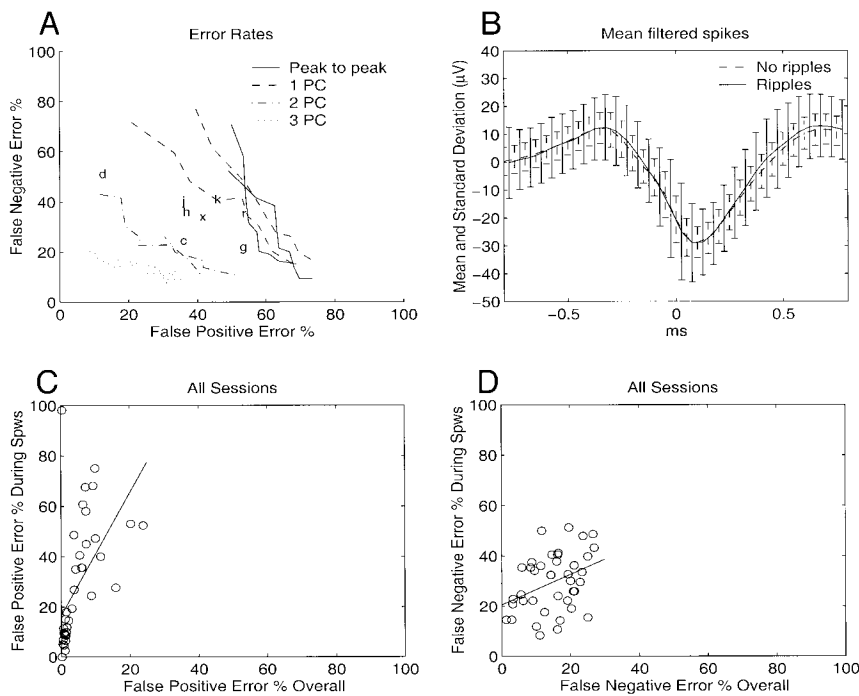 A
Error Rates
False Negative Error %
100
80
60
40
20
0
Peak to peak
1 PC
2 PC
3 PC
d
j
h
k
x
r
c
g
0
20
40
60
80
100
False Positive Error %
B
Mean filtered spikes
Mean and Standard Deviation (μV)
40
30
20
10
0
−10
−20
−30
−40
−50
No ripples
Ripples
−0.5
0
0.5
ms
C
All Sessions
False Positive Error % During Spws
100
80
60
40
20
0
0
20
40
60
80
100
False Positive Error % Overall
D
All Sessions
False Negative Error % During Spws
100
80
60
40
20
0
0
20
40
60
80
100
False Negative Error % Overall